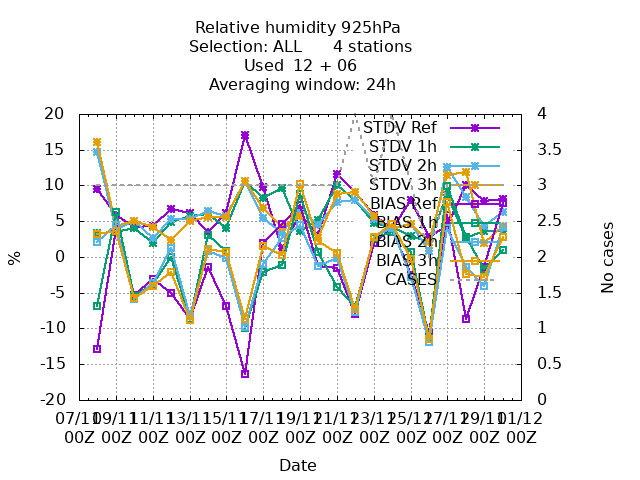 Relative humidity 925hPa
Selection: ALL 4 stations
Used 12 + 06
Averaging window: 24h
20
15
10
5
0
-5
-10
-15
-20
%
4
3.5
3
2.5
2
1.5
1
0.5
0
No cases
STDV Ref
STDV 1h
STDV 2h
STDV 3h
BIAS Ref
BIAS 1h
BIAS 2h
BIAS 3h
CASES
07/11 09/11 11/11 13/11 15/11 17/11 19/11 21/11 23/11 25/11 27/11 29/11 01/12
00Z 00Z 00Z 00Z 00Z 00Z 00Z 00Z 00Z 00Z 00Z 00Z 00Z
Date